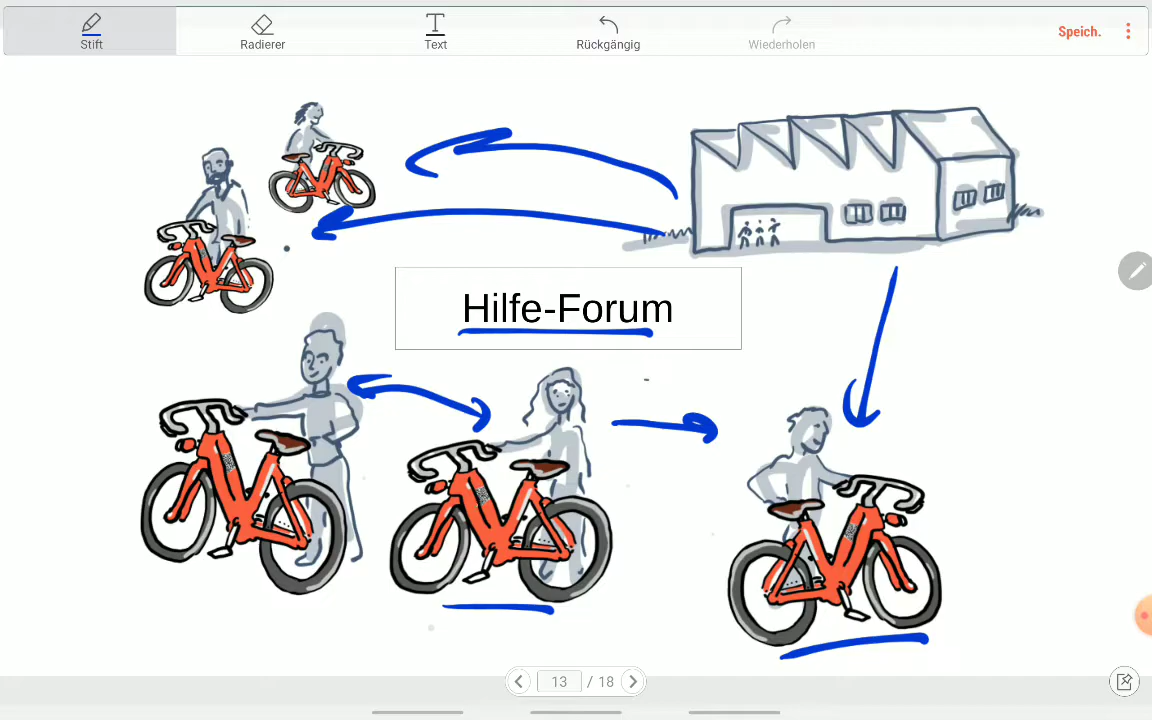 Stift
Radierer
Text
Rückgängig
Wiederholen
Speich.
Hilfe-Forum
13 / 18